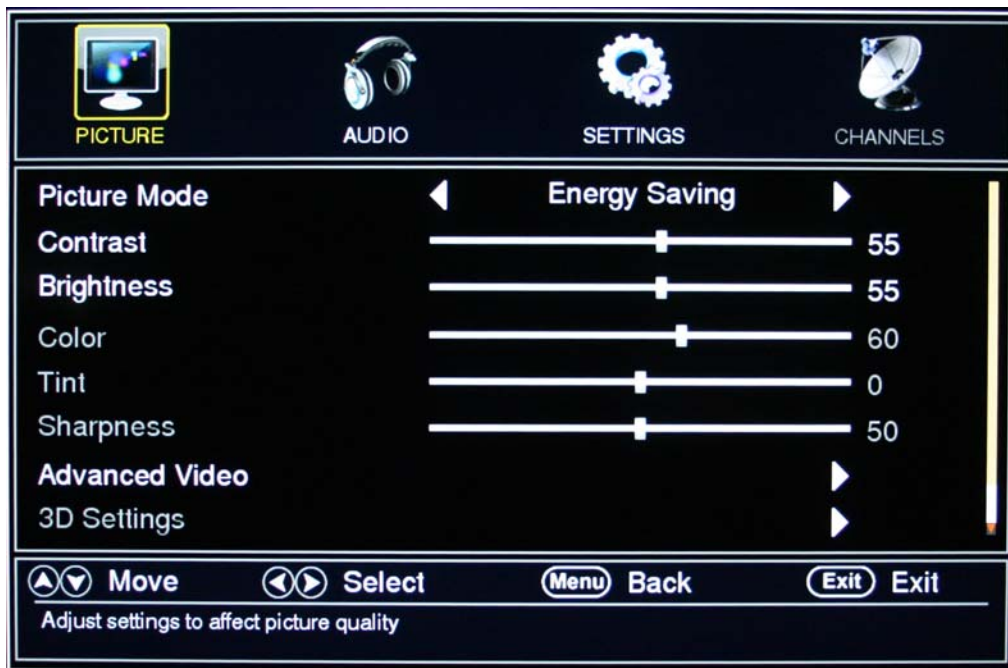 PICTURE AUDIO SETTINGS CHANNELS
Picture Mode Energy Saving
Contrast 55
Brightness 55
Color 60
Tint 0
Sharpness 50
Advanced Video
3D Settings
Move Select Menu Back Exit Exit
Adjust settings to affect picture quality